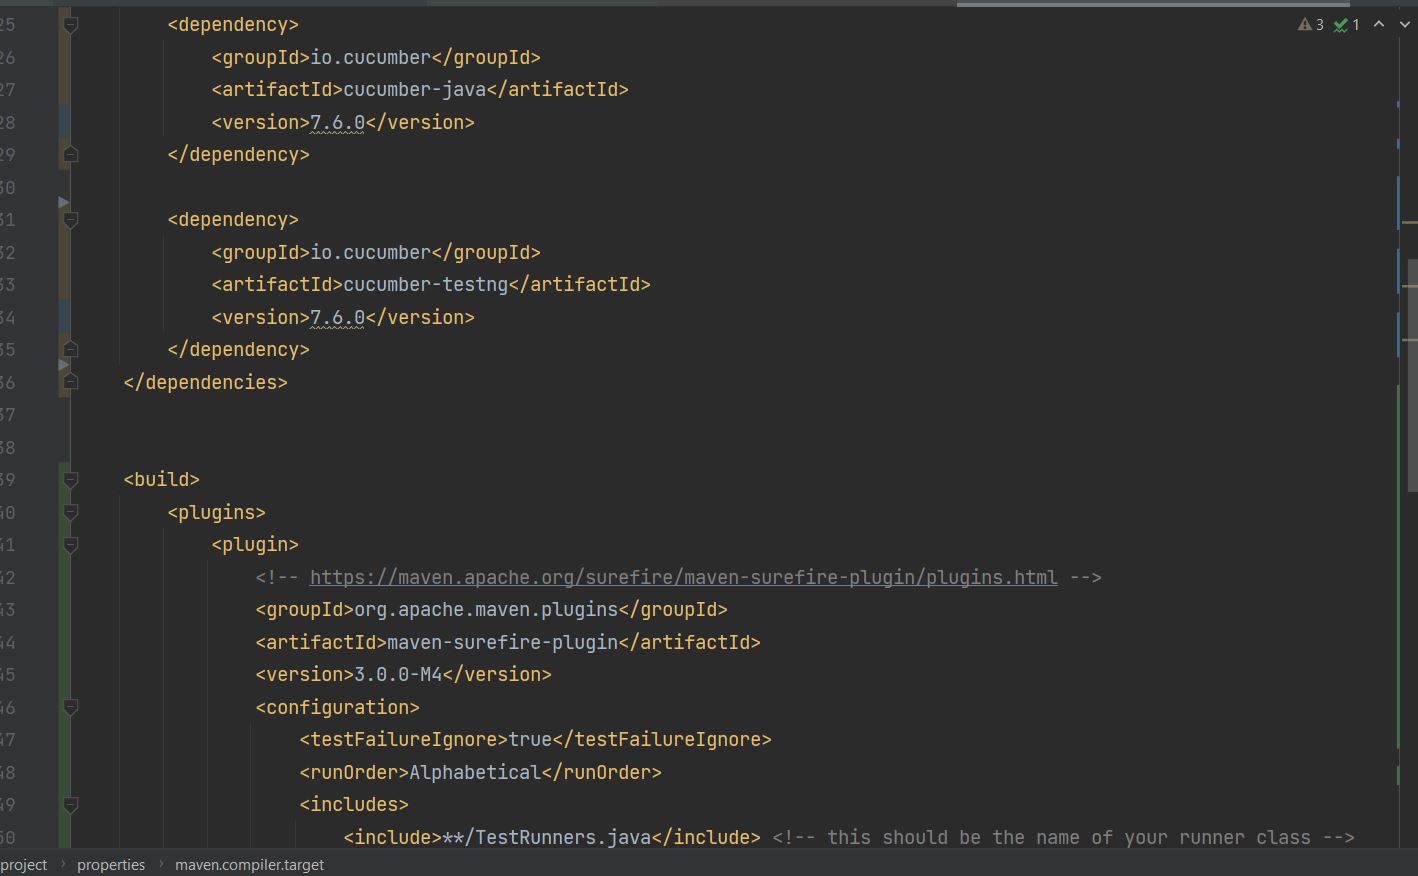 25 <dependency>
26 <groupId>io.cucumber</groupId>
27 <artifactId>cucumber-java</artifactId>
28 <version>7.6.0</version>
29 </dependency>
30
31 <dependency>
32 <groupId>io.cucumber</groupId>
33 <artifactId>cucumber-testng</artifactId>
34 <version>7.6.0</version>
35 </dependency>
36 </dependencies>
37
38
39 <build>
40 <plugins>
41 <plugin>
42 <!-- https://maven.apache.org/surefire/maven-surefire-plugin/plugins.html -->
43 <groupId>org.apache.maven.plugins</groupId>
44 <artifactId>maven-surefire-plugin</artifactId>
45 <version>3.0.0-M4</version>
46 <configuration>
47 <testFailureIgnore>true</testFailureIgnore>
48 <runOrder>Alphabetical</runOrder>
49 <includes>
50 <include>**/TestRunners.java</include> <!-- this should be the name of your runner class -->
3 1
project › properties › maven.compiler.target